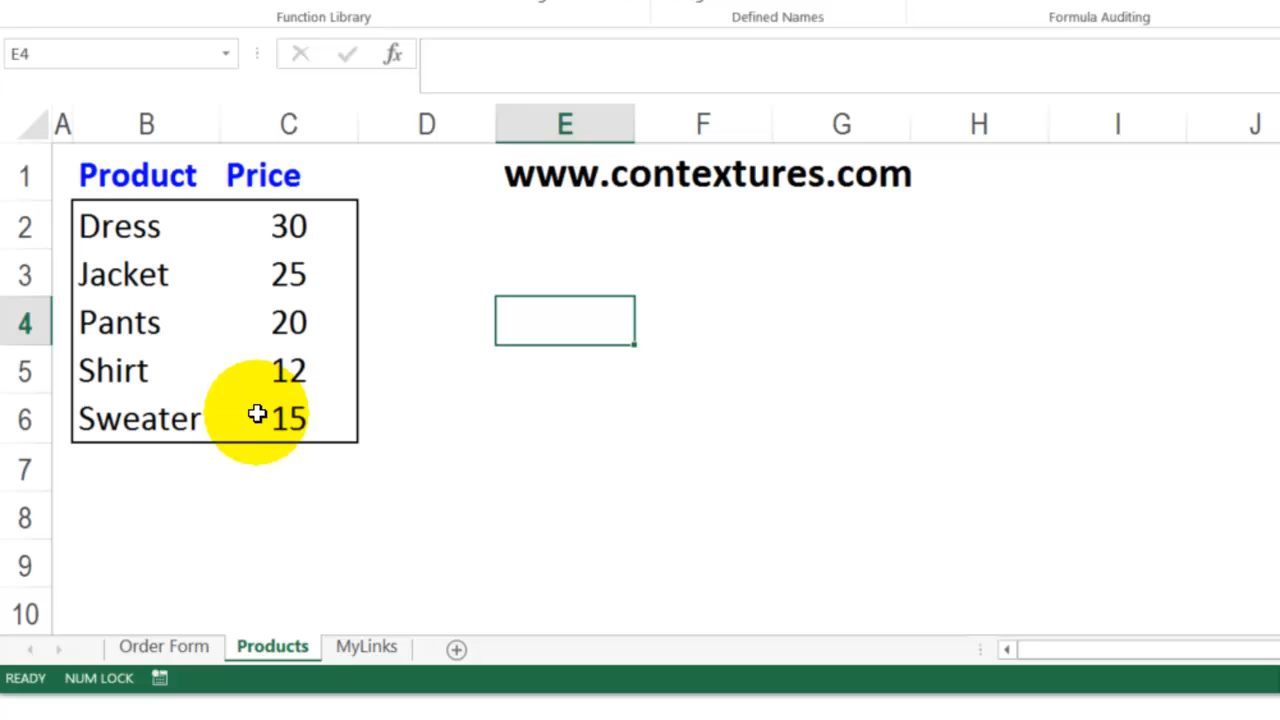 Function Library Defined Names Formula Auditing
E4 fx
A B C D E F G H I J
1 Product Price www.contextures.com
2 Dress 30
3 Jacket 25
4 Pants 20
5 Shirt 12
6 Sweater 15
7
8
9
10
Order Form Products MyLinks
READY NUM LOCK